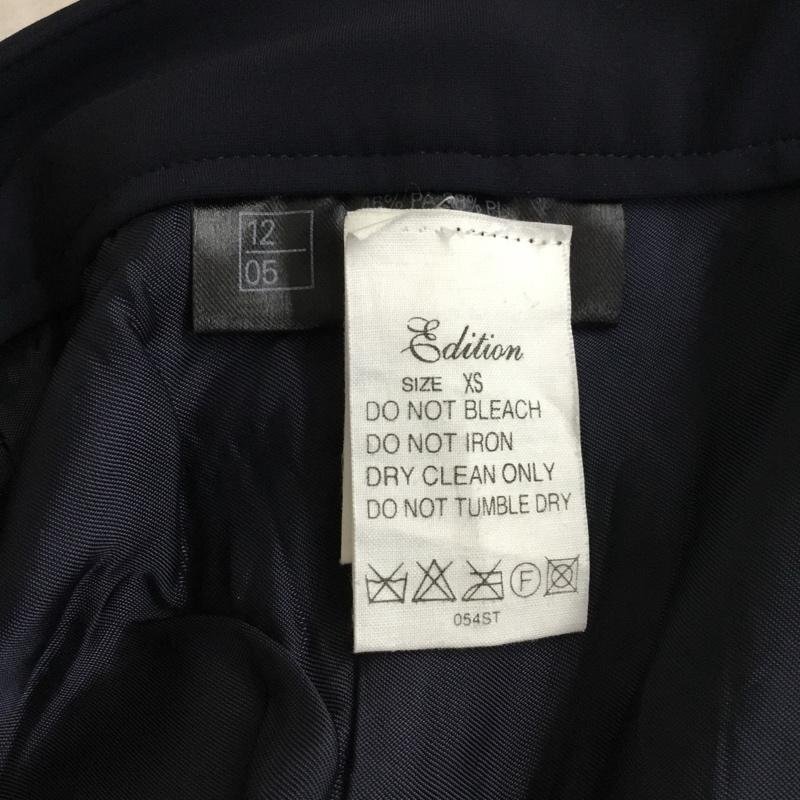 12
05
Edition
SIZE XS
DO NOT BLEACH
DO NOT IRON
DRY CLEAN ONLY
DO NOT TUMBLE DRY
F
054ST